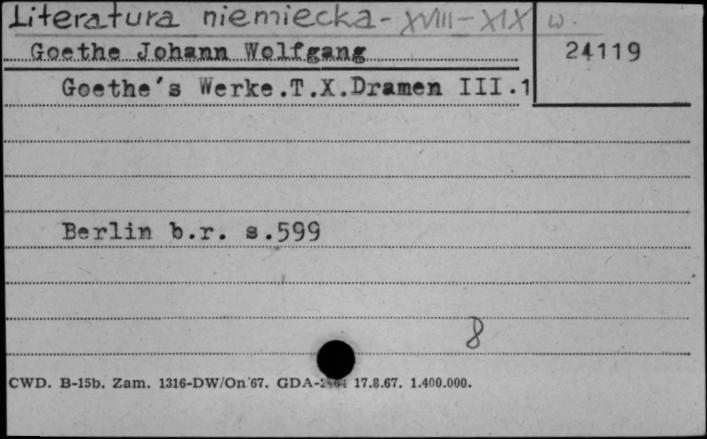 Literatura niemiecka - XVIII - XIX w.
Goethe Johann Wolfgang
24119
Goethe's Werke.T.X.Dramen III.1
Berlin b.r. s.599
8
CWD. B-15b. Zam. 1316-DW/On'67. GDA- 17.8.67. 1.400.000.